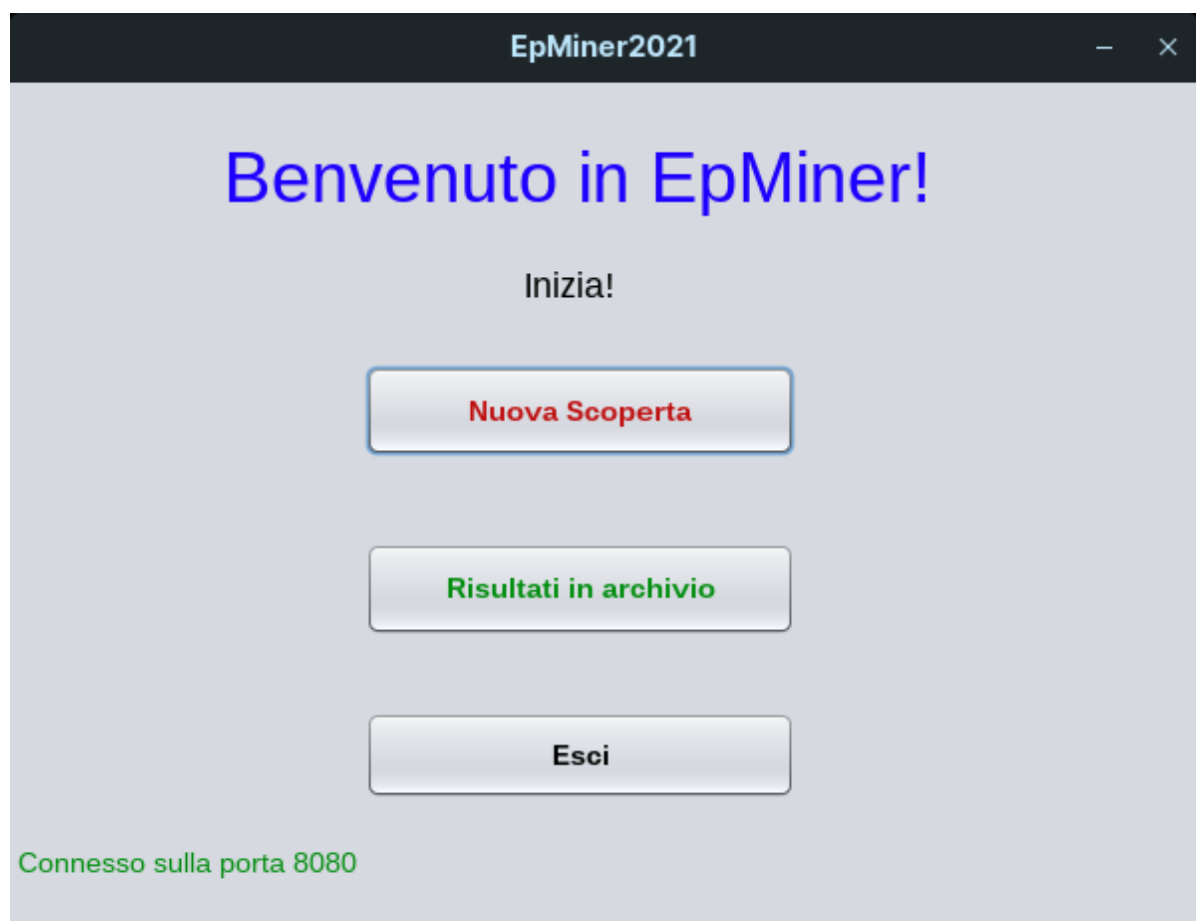 EpMiner2021
Benvenuto in EpMiner!
Inizia!
Nuova Scoperta
Risultati in archivio
Esci
Connesso sulla porta 8080